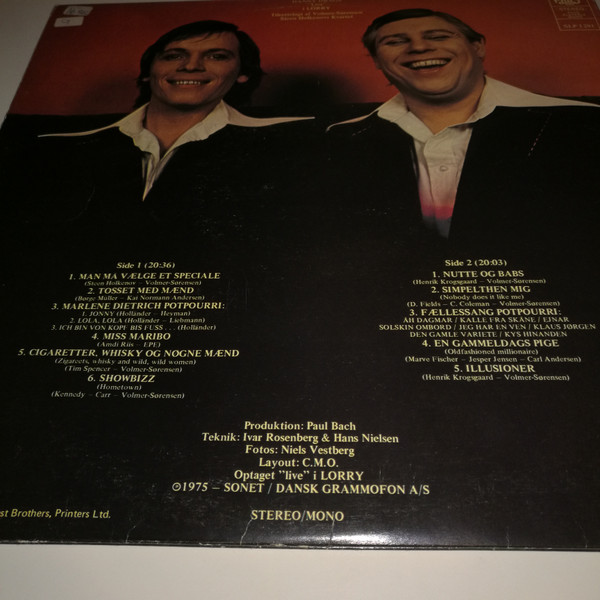 i LORRY
Side 1 (20:36)
1. MAN MA VÆLGE ET SPECIALE
(Steen Holkenov – Volmer-Sørensen)
2. TOSSET MED MÆND
(Børge Müller – Kai Normann Andersen)
3. MARLENE DIETRICH POTPOURRI:
1. JONNY (Holländer – Heyman)
2. LOLA, LOLA (Holländer – Liebmann)
3. ICH BIN VON KOPF BIS FUSS . . . (Holländer)
4. MISS MARIBO
(Amdi Riis – EPE)
5. CIGARETTER, WHISKY OG NØGNE MÆND
(Zigareets, whisky and wild, wild women)
(Tim Spencer – Volmer-Sørensen)
6. SHOWBIZZ
(Hometown)
(Kennedy – Carr – Volmer-Sørensen)
Side 2 (20:03)
1. NUTTE OG BABS
(Henrik Krogsgaard – Volmer-Sørensen)
2. SIMPELTHEN MIG
(Nobody does it like me)
(D. Fields – C. Coleman – Volmer-Sørensen)
3. FÆLLESSANG POTPOURRI:
ÅH DAGMAR / KALLE FRA SKÅNE / EJNAR
SOLSKIN OMBORD / JEG HAR EN VEN / KLAUS JØRGEN
DEN GAMLE VARIETE / KYS HINANDEN
4. EN GAMMELDAGS PIGE
(Oldfashioned millionaire)
(Marve Fischer – Jesper Jensen – Carl Andersen)
5. ILLUSIONER
(Henrik Krogsgaard – Volmer-Sørensen)
Produktion: Paul Bach
Teknik: Ivar Rosenberg & Hans Nielsen
Fotos: Niels Vestberg
Layout: C.M.O.
Optaget "live" i LORRY
℗1975 – SONET / DANSK GRAMMOFON A/S
st Brothers, Printers Ltd.
STEREO/MONO